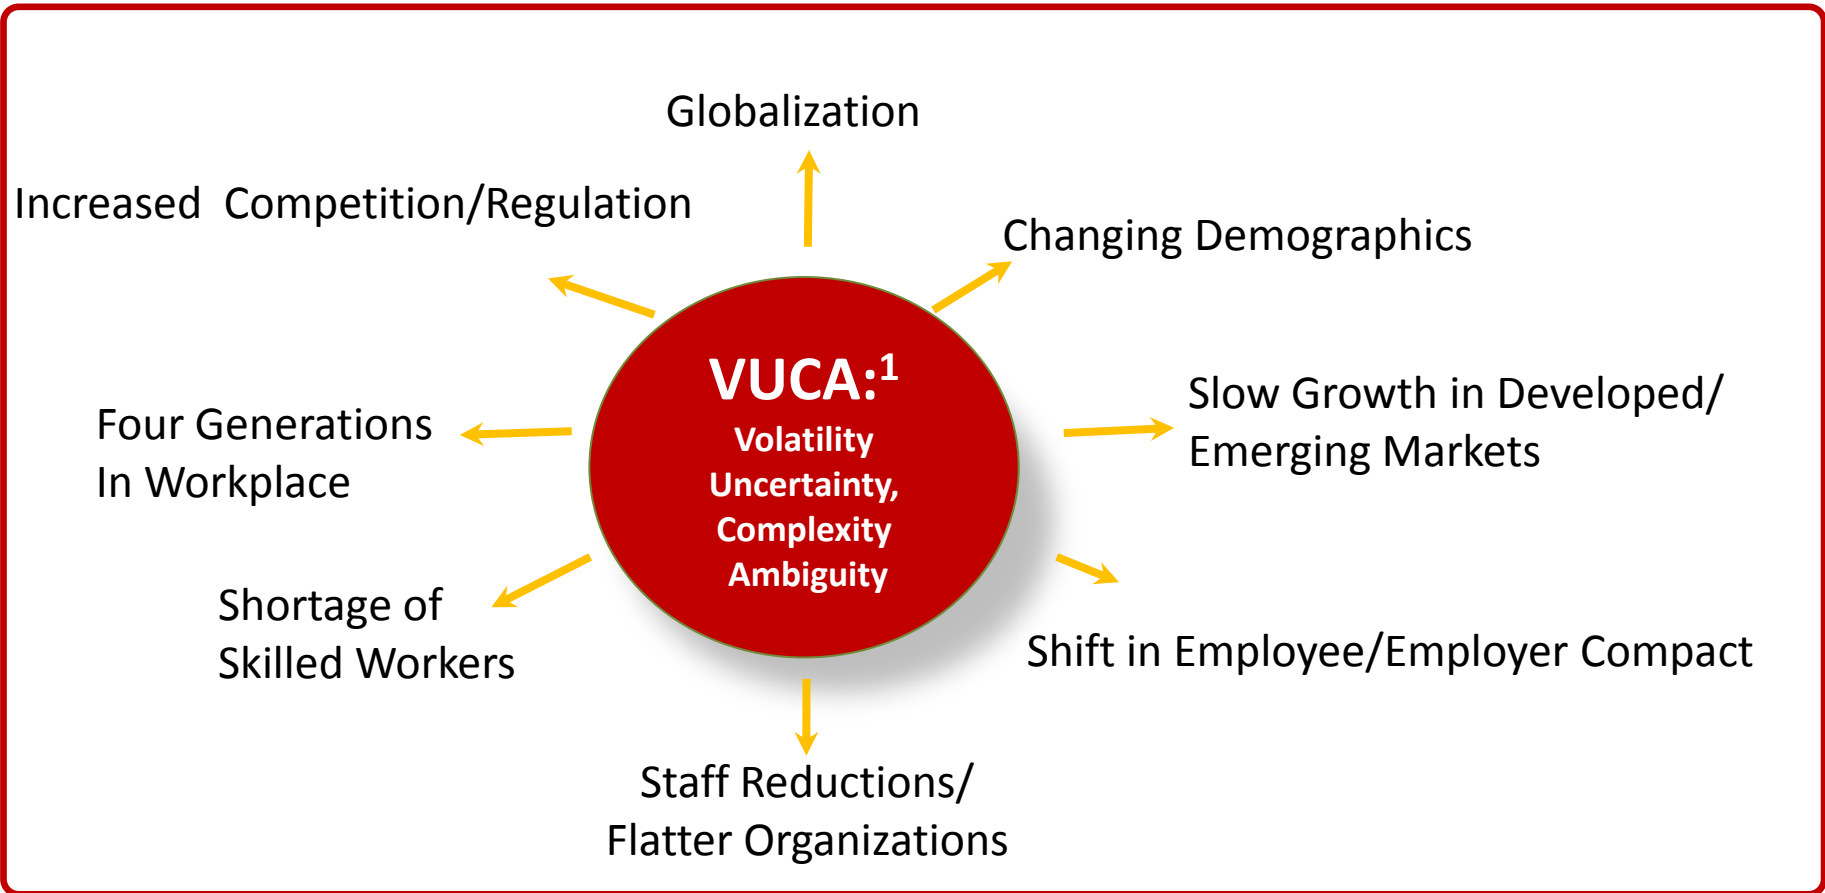 Globalization
Increased  Competition/Regulation
Changing Demographics
VUCA:¹
Volatility
Uncertainty,
Complexity
Ambiguity
Slow Growth in Developed/
Emerging Markets
Four Generations
In Workplace
Shortage of
Skilled Workers
Shift in Employee/Employer Compact
Staff Reductions/
Flatter Organizations